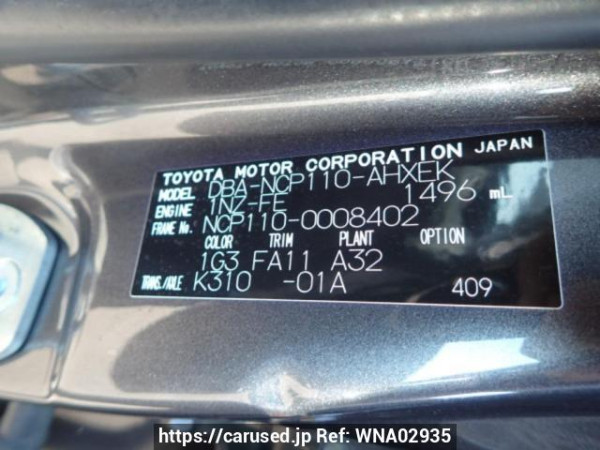 TOYOTA MOTOR CORPORATION JAPAN
MODEL DBA-NCP110-AHXEK
ENGINE 1NZ-FE 1496 mL
FRAME No. NCP110-0008402
COLOR TRIM PLANT OPTION
1G3 FA11 A32
TRANS./AXLE K310 -01A 409
https://carused.jp Ref: WNA02935